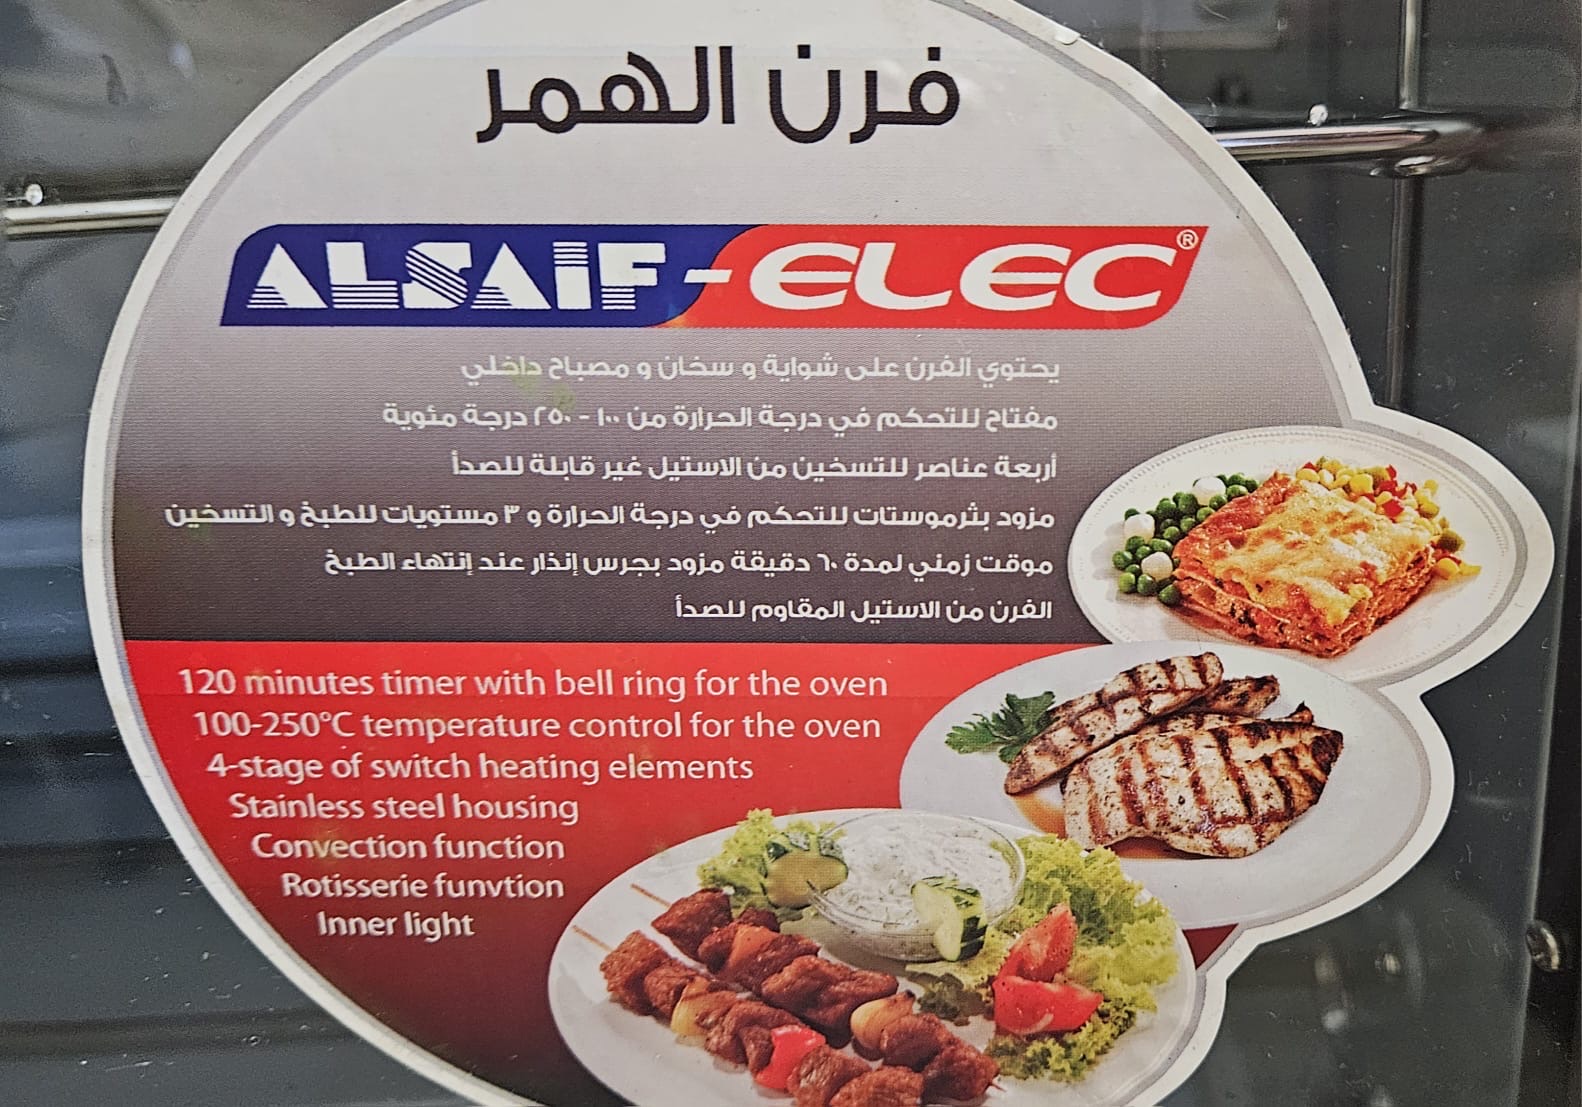 فرن الهمر
ALSAIF-ELEC®
يحتوي الفرن على شواية و سخان و مصباح داخلي
مفتاح للتحكم في درجة الحرارة من ١٠٠ - ٢٥٠ درجة مئوية
أربعة عناصر للتسخين من الاستيل غير قابلة للصدأ
مزود بثرموستات للتحكم في درجة الحرارة و ٣ مستويات للطبخ و التسخين
موقت زمني لمدة ٦٠ دقيقة مزود بجرس إنذار عند إنتهاء الطبخ
الفرن من الاستيل المقاوم للصدأ
120 minutes timer with bell ring for the oven
100-250°C temperature control for the oven
4-stage of switch heating elements
Stainless steel housing
Convection function
Rotisserie funvtion
Inner light